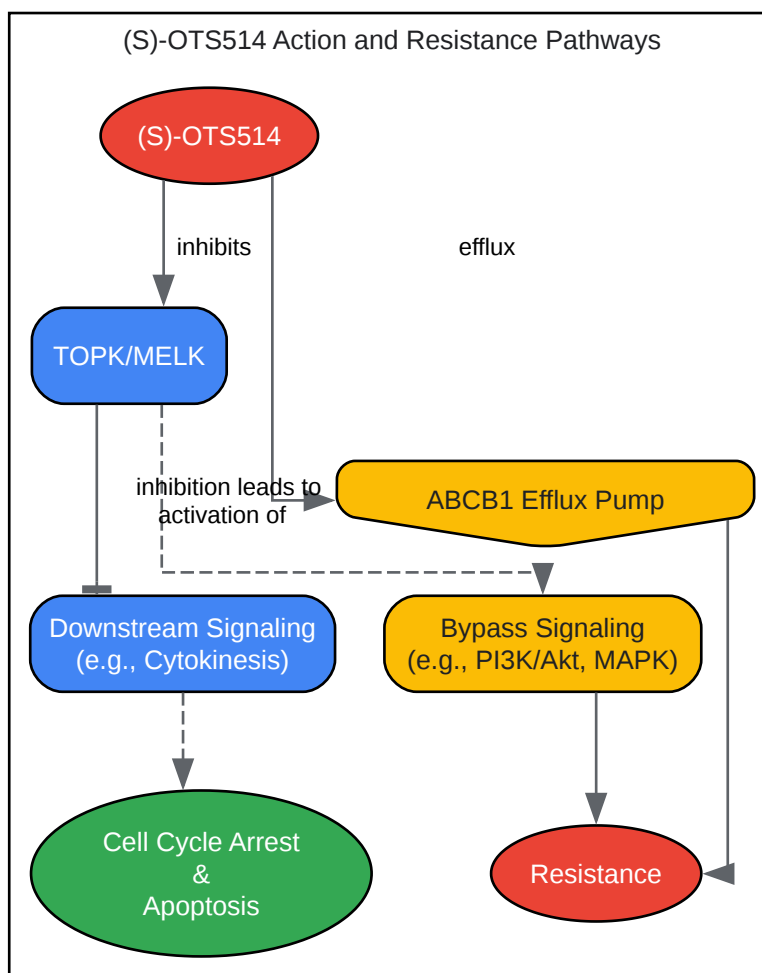 (S)-OTS514 Action and Resistance Pathways
(S)-OTS514
inhibits
efflux
TOPK/MELK
inhibition leads to
activation of
ABCB1 Efflux Pump
Downstream Signaling
(e.g., Cytokinesis)
Bypass Signaling
(e.g., PI3K/Akt, MAPK)
Cell Cycle Arrest
&
Apoptosis
Resistance